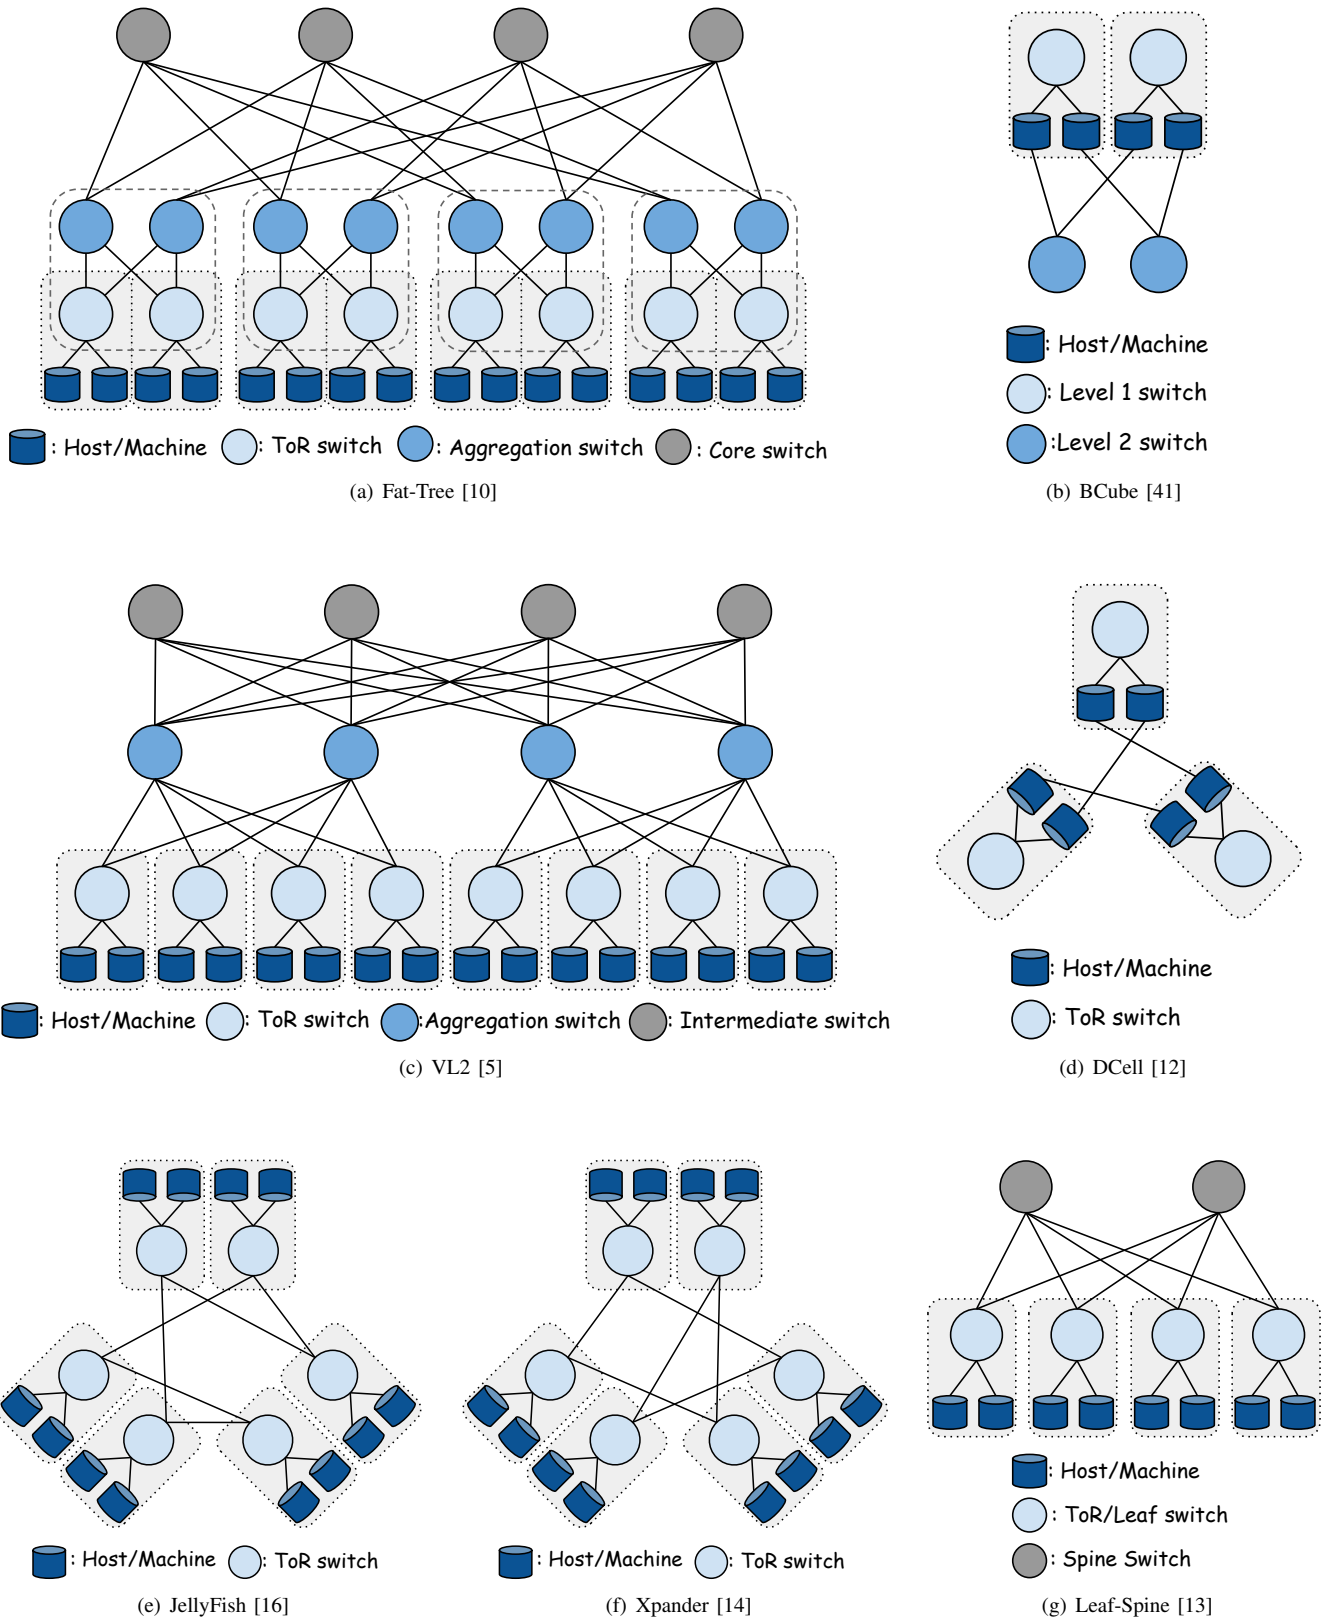 : Host/Machine : ToR switch : Aggregation switch : Core switch
(a) Fat-Tree [10]
: Host/Machine
: Level 1 switch
:Level 2 switch
(b) BCube [41]
: Host/Machine : ToR switch :Aggregation switch : Intermediate switch
(c) VL2 [5]
: Host/Machine
: ToR switch
(d) DCell [12]
: Host/Machine : ToR switch
(e) JellyFish [16]
: Host/Machine : ToR switch
(f) Xpander [14]
: Host/Machine
: ToR/Leaf switch
: Spine Switch
(g) Leaf-Spine [13]